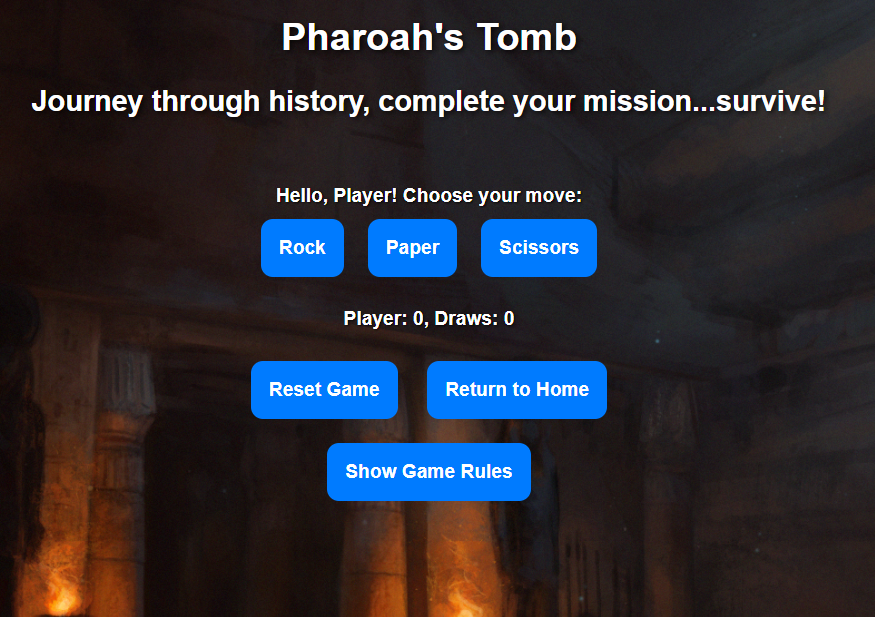 Pharoah's Tomb
Journey through history, complete your mission...survive!
Hello, Player! Choose your move:
Rock Paper Scissors
Player: 0, Draws: 0
Reset Game Return to Home
Show Game Rules